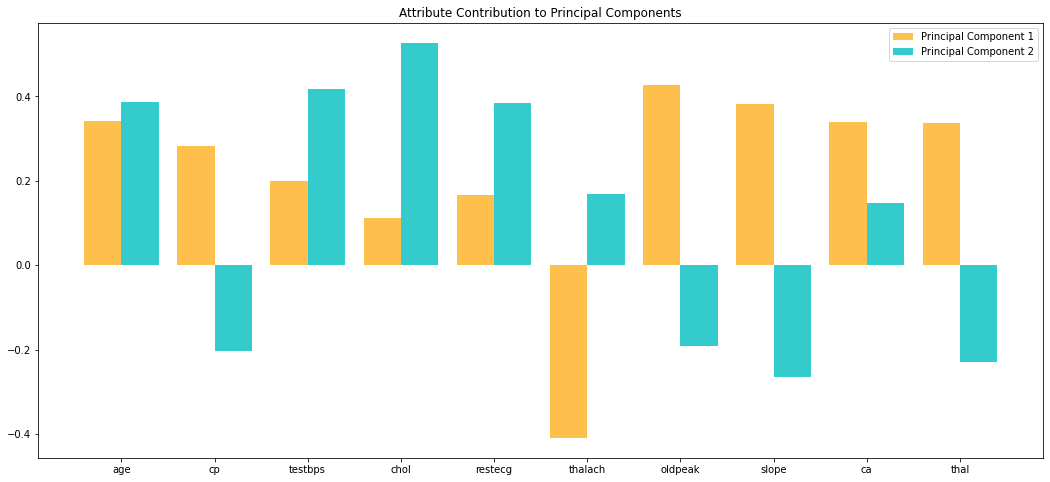 Attribute Contribution to Principal Components
Principal Component 1
Principal Component 2
0.4
0.2
0.0
−0.2
−0.4
age cp testbps chol restecg thalach oldpeak slope ca thal